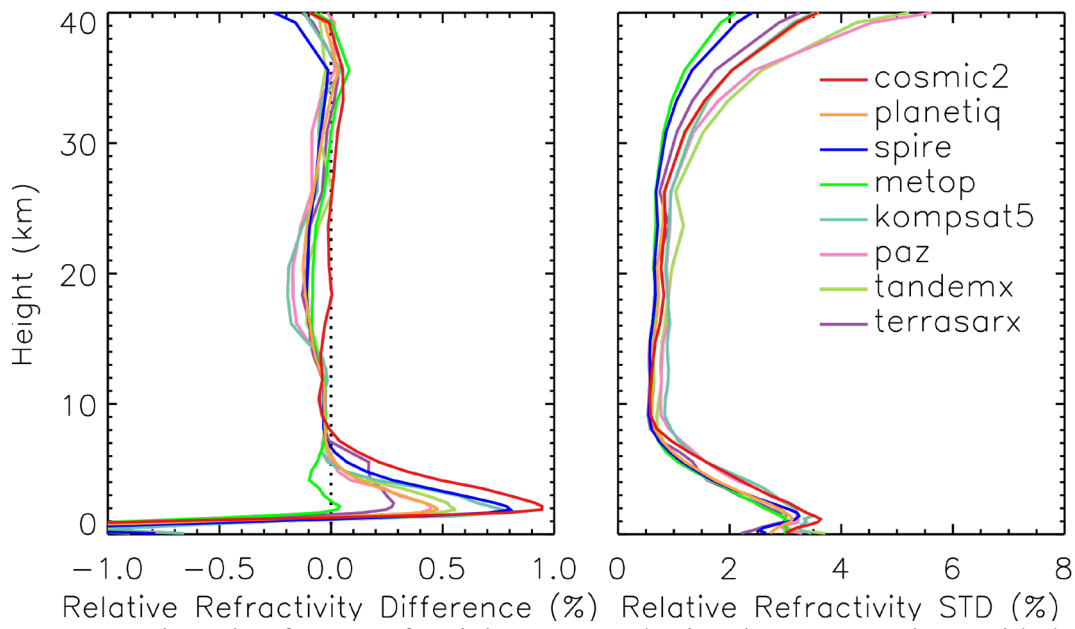 40
30
20
10
0
Height (km)
-1.0 -0.5 0.0 0.5 1.0
Relative Refractivity Difference (%)
cosmic2
planetiq
spire
metop
kompsat5
paz
tandemx
terrasarx
0 2 4 6 8
Relative Refractivity STD (%)